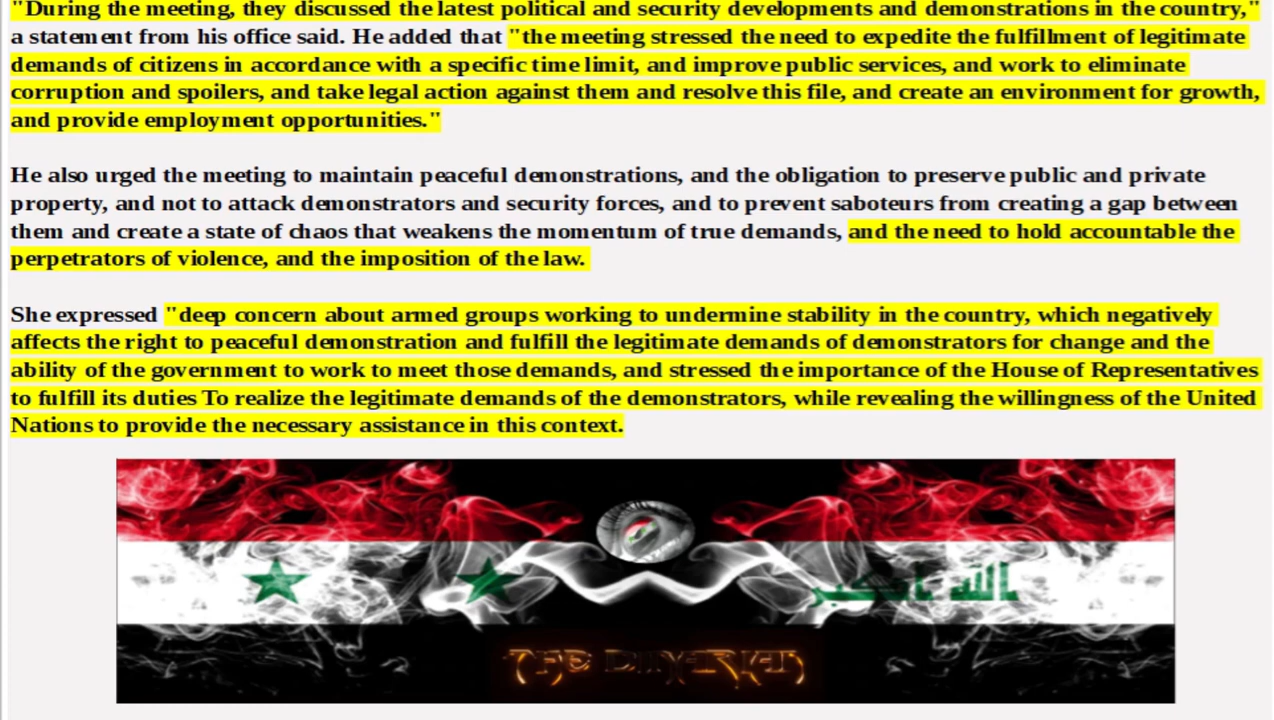 "During the meeting, they discussed the latest political and security developments and demonstrations in the country,"
a statement from his office said. He added that "the meeting stressed the need to expedite the fulfillment of legitimate
demands of citizens in accordance with a specific time limit, and improve public services, and work to eliminate
corruption and spoilers, and take legal action against them and resolve this file, and create an environment for growth,
and provide employment opportunities."
He also urged the meeting to maintain peaceful demonstrations, and the obligation to preserve public and private
property, and not to attack demonstrators and security forces, and to prevent saboteurs from creating a gap between
them and create a state of chaos that weakens the momentum of true demands, and the need to hold accountable the
perpetrators of violence, and the imposition of the law.
She expressed "deep concern about armed groups working to undermine stability in the country, which negatively
affects the right to peaceful demonstration and fulfill the legitimate demands of demonstrators for change and the
ability of the government to work to meet those demands, and stressed the importance of the House of Representatives
to fulfill its duties To realize the legitimate demands of the demonstrators, while revealing the willingness of the United
Nations to provide the necessary assistance in this context.
الله اكبر
THE DINARIAN